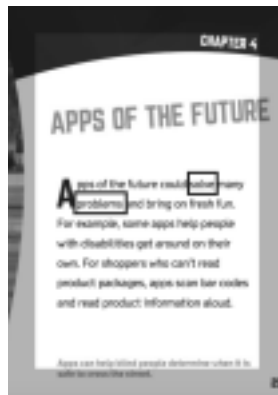 CHAPTER 4
APPS OF THE FUTURE
Apps of the future could solve many
problems and bring on fresh fun.
For example, some apps help people
with disabilities get around on their
own. For shoppers who can't read
product packages, apps scan bar codes
and read product information aloud.
Apps can help blind people determine when it is
safe to cross the street.